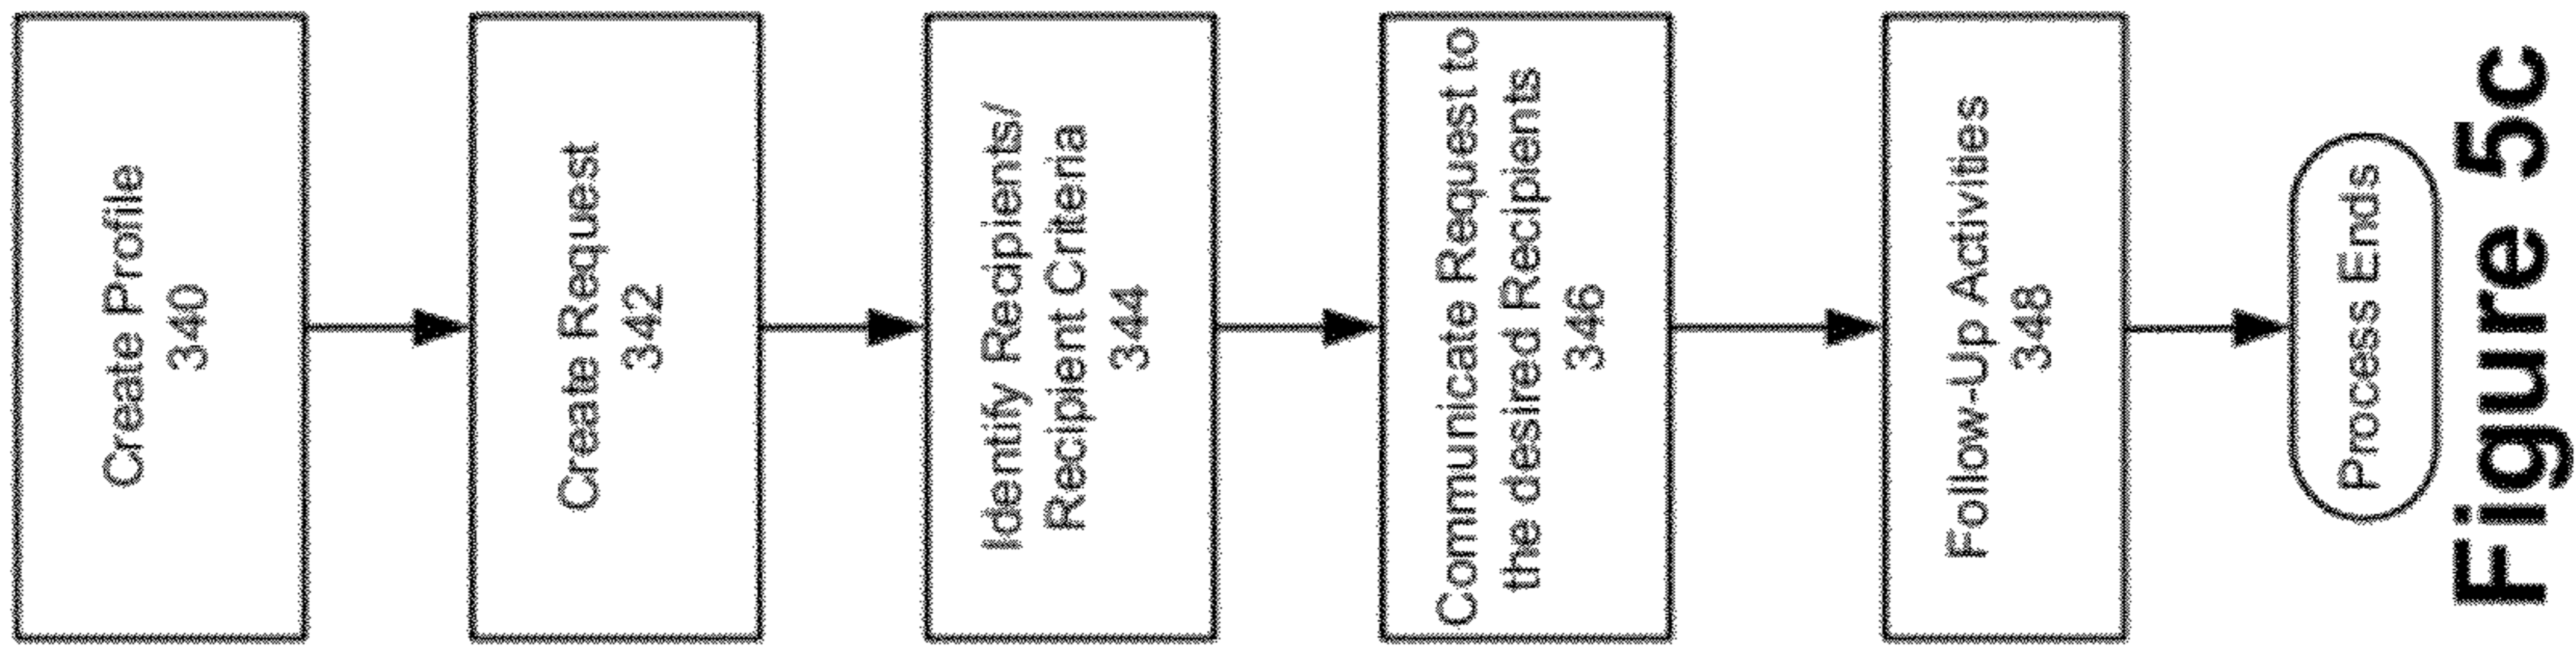 Create Profile
340
Create Request
342
Identify Recipients/
Recipient Criteria
344
Communicate Request to
the desired Recipients
346
Follow-Up Activities
348
Process Ends
Figure 5c